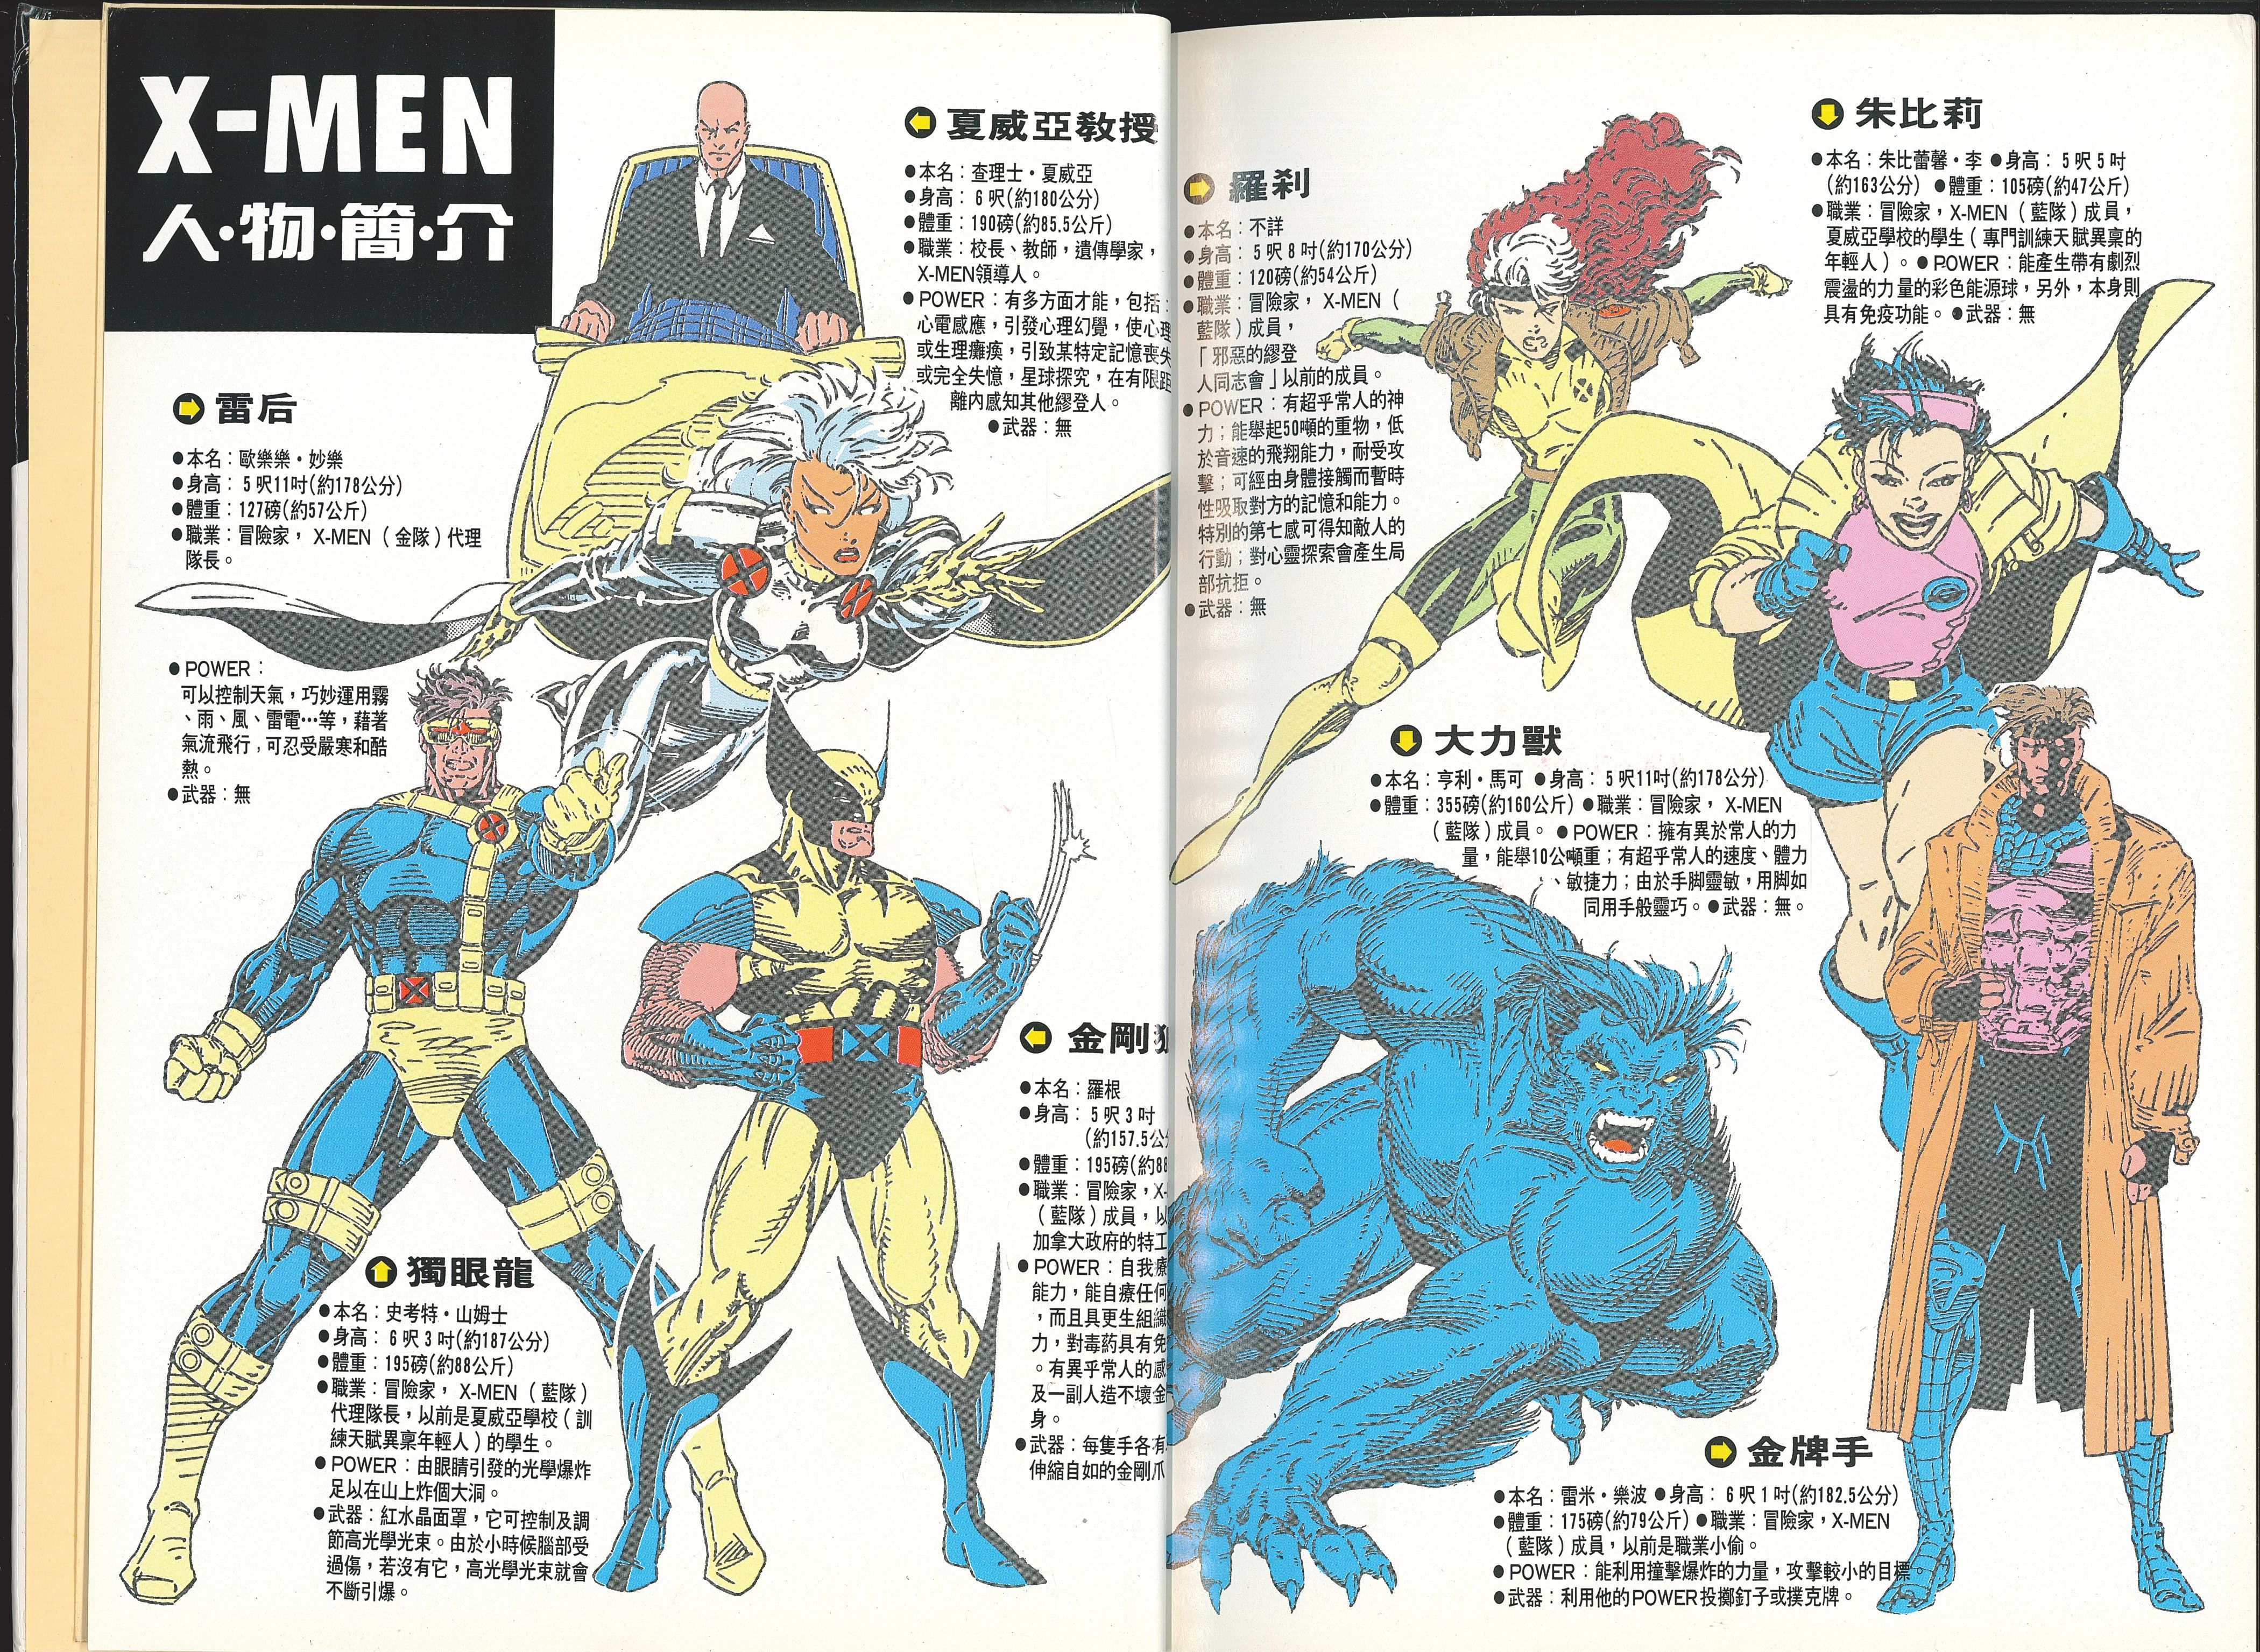 X-MEN
人·物·簡·介
夏威亞教授
●本名：查理士·夏威亞
●身高：6呎(約180公分)
●體重：190磅(約85.5公斤)
●職業：校長、教師，遺傳學家，
X-MEN領導人。
●POWER：有多方面才能，包括：
心電感應，引發心理幻覺，使心理
或生理癱瘓，引致某特定記憶喪失
或完全失憶，星球探究，在有限距
離內感知其他繆登人。
●武器：無
雷后
●本名：歐樂樂·妙樂
●身高：5呎11吋(約178公分)
●體重：127磅(約57公斤)
●職業：冒險家，X-MEN（金隊）代理
隊長。
●POWER：
可以控制天氣，巧妙運用霧
、雨、風、雷電…等，藉著
氣流飛行，可忍受嚴寒和酷
熱。
●武器：無
金剛
●本名：羅根
●身高：5呎3吋
(約157.5公
●體重：195磅(約88
●職業：冒險家，X-
（藍隊）成員，以
加拿大政府的特工
●POWER：自我療
能力，能自療任何
，而且具更生組織
力，對毒葯具有免
。有異乎常人的感
及一副人造不壞金
身。
●武器：每隻手各有
伸縮自如的金剛爪
獨眼龍
●本名：史考特·山姆士
●身高：6呎3吋(約187公分)
●體重：195磅(約88公斤)
●職業：冒險家，X-MEN（藍隊）
代理隊長，以前是夏威亞學校（訓
練天賦異稟年輕人）的學生。
●POWER：由眼睛引發的光學爆炸
足以在山上炸個大洞。
●武器：紅水晶面罩，它可控制及調
節高光學光束。由於小時候腦部受
過傷，若沒有它，高光學光束就會
不斷引爆。
羅剎
●本名：不詳
●身高：5呎8吋(約170公分)
●體重：120磅(約54公斤)
●職業：冒險家，X-MEN（
藍隊）成員，
「邪惡的繆登
人同志會」以前的成員。
●POWER：有超乎常人的神
力；能舉起50噸的重物，低
於音速的飛翔能力，耐受攻
擊；可經由身體接觸而暫時
性吸取對方的記憶和能力。
特別的第七感可得知敵人的
行動；對心靈探索會產生局
部抗拒。
●武器：無
朱比莉
●本名：朱比蕾馨·李 ●身高：5呎5吋
(約163公分) ●體重：105磅(約47公斤)
●職業：冒險家，X-MEN（藍隊）成員，
夏威亞學校的學生（專門訓練天賦異稟的
年輕人）。●POWER：能產生帶有劇烈
震盪的力量的彩色能源球，另外，本身則
具有免疫功能。●武器：無
大力獸
●本名：亨利·馬可 ●身高：5呎11吋(約178公分)
●體重：355磅(約160公斤) ●職業：冒險家，X-MEN
（藍隊）成員。●POWER：擁有異於常人的力
量，能舉10公噸重；有超乎常人的速度、體力
、敏捷力；由於手脚靈敏，用脚如
同用手般靈巧。●武器：無。
金牌手
●本名：雷米·樂波 ●身高：6呎1吋(約182.5公分)
●體重：175磅(約79公斤) ●職業：冒險家，X-MEN
（藍隊）成員，以前是職業小偷。
●POWER：能利用撞擊爆炸的力量，攻擊較小的目標。
●武器：利用他的POWER投擲釘子或撲克牌。